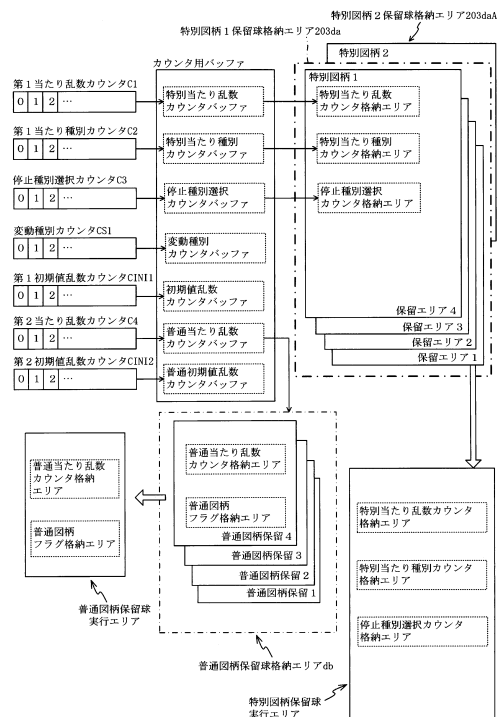 特別図柄2保留球格納エリア203daA
特別図柄1保留球格納エリア203da
特別図柄2
カウンタ用バッファ
特別図柄1
第1当たり乱数カウンタC1
0 1 2 …
特別当たり乱数
カウンタバッファ
特別当たり乱数
カウンタ格納エリア
第1当たり種別カウンタC2
0 1 2 …
特別当たり種別
カウンタバッファ
特別当たり種別
カウンタ格納エリア
停止種別選択カウンタC3
0 1 2 …
停止種別選択
カウンタバッファ
停止種別選択
カウンタ格納エリア
変動種別カウンタCS1
0 1 2 …
変動種別
カウンタバッファ
第1初期値乱数カウンタCINI1
0 1 2 …
初期値乱数
カウンタバッファ
保留エリア4
第2当たり乱数カウンタC4
0 1 2 …
普通当たり乱数
カウンタバッファ
保留エリア3
保留エリア2
保留エリア1
第2初期値乱数カウンタCINI2
0 1 2 …
普通初期値乱数
カウンタバッファ
普通当たり乱数
カウンタ格納
エリア
普通図柄
フラグ格納エリア
普通図柄保留球
実行エリア
普通当たり乱数
カウンタ格納エリア
普通図柄
フラグ格納エリア
普通図柄保留4
普通図柄保留3
普通図柄保留2
普通図柄保留1
普通図柄保留球格納エリアdb
特別当たり乱数カウンタ
格納エリア
特別当たり種別カウンタ
格納エリア
停止種別選択カウンタ
格納エリア
特別図柄保留球
実行エリア